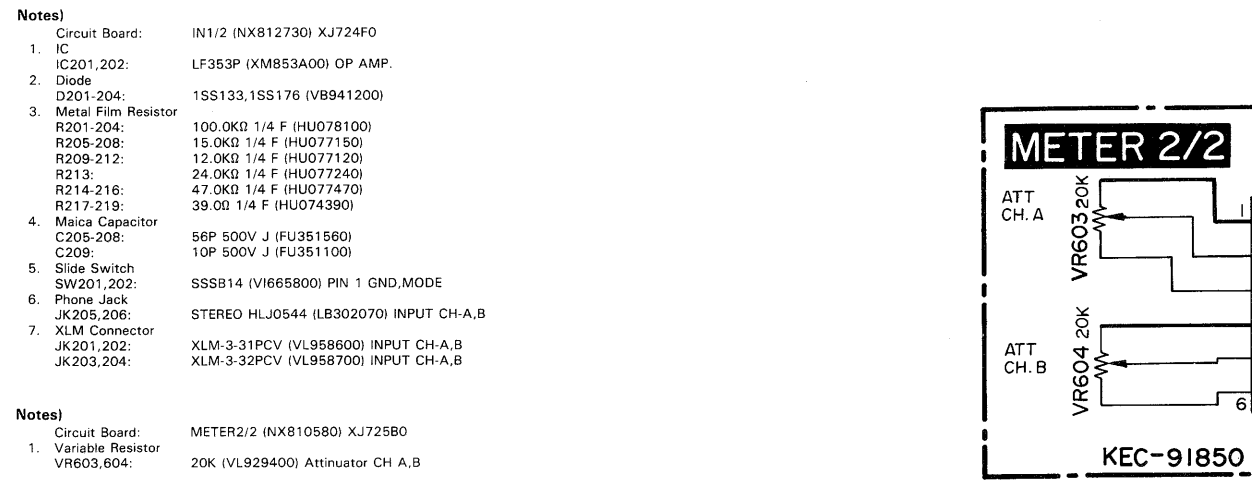 Notes)
Circuit Board: IN1/2 (NX812730) XJ724F0
1. IC
IC201,202: LF353P (XM853A00) OP AMP.
2. Diode
D201-204: 1SS133,1SS176 (VB941200)
3. Metal Film Resistor
R201-204: 100.0KΩ 1/4 F (HU078100)
R205-208: 15.0KΩ 1/4 F (HU077150)
R209-212: 12.0KΩ 1/4 F (HU077120)
R213: 24.0KΩ 1/4 F (HU077240)
R214-216: 47.0KΩ 1/4 F (HU077470)
R217-219: 39.0Ω 1/4 F (HU074390)
4. Maica Capacitor
C205-208: 56P 500V J (FU351560)
C209: 10P 500V J (FU351100)
5. Slide Switch
SW201,202: SSSB14 (VI665800) PIN 1 GND,MODE
6. Phone Jack
JK205,206: STEREO HLJ0544 (LB302070) INPUT CH-A,B
7. XLM Connector
JK201,202: XLM-3-31PCV (VL958600) INPUT CH-A,B
JK203,204: XLM-3-32PCV (VL958700) INPUT CH-A,B
Notes)
Circuit Board: METER2/2 (NX810580) XJ725B0
1. Variable Resistor
VR603,604: 20K (VL929400) Attinuator CH A,B
METER 2/2
ATT
CH. A
VR603 20K
1
ATT
CH. B
VR604 20K
6
KEC-91850